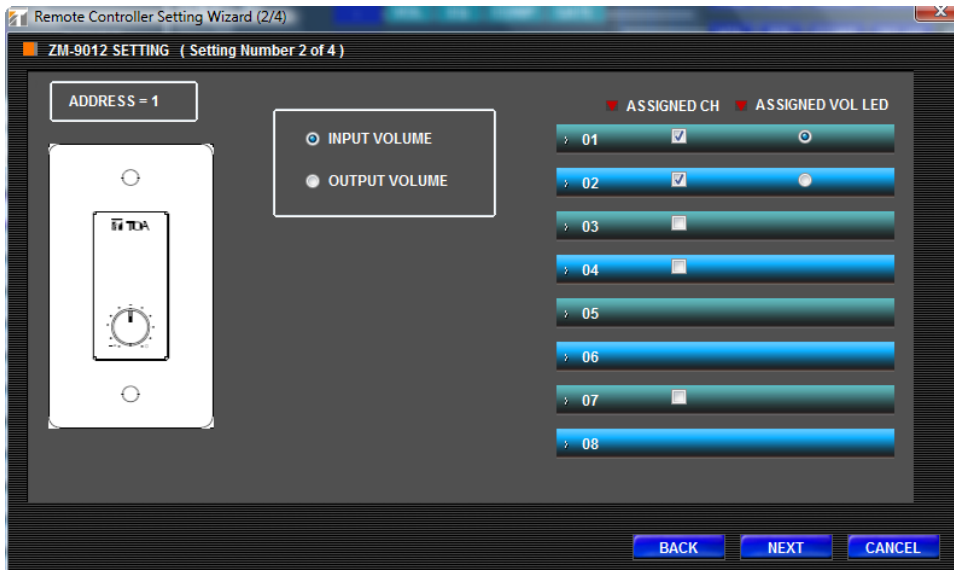 Remote Controller Setting Wizard (2/4)
ZM-9012 SETTING ( Setting Number 2 of 4 )
ADDRESS = 1
TOA
INPUT VOLUME
OUTPUT VOLUME
ASSIGNED CH ASSIGNED VOL LED
01
02
03
04
05
06
07
08
BACK NEXT CANCEL